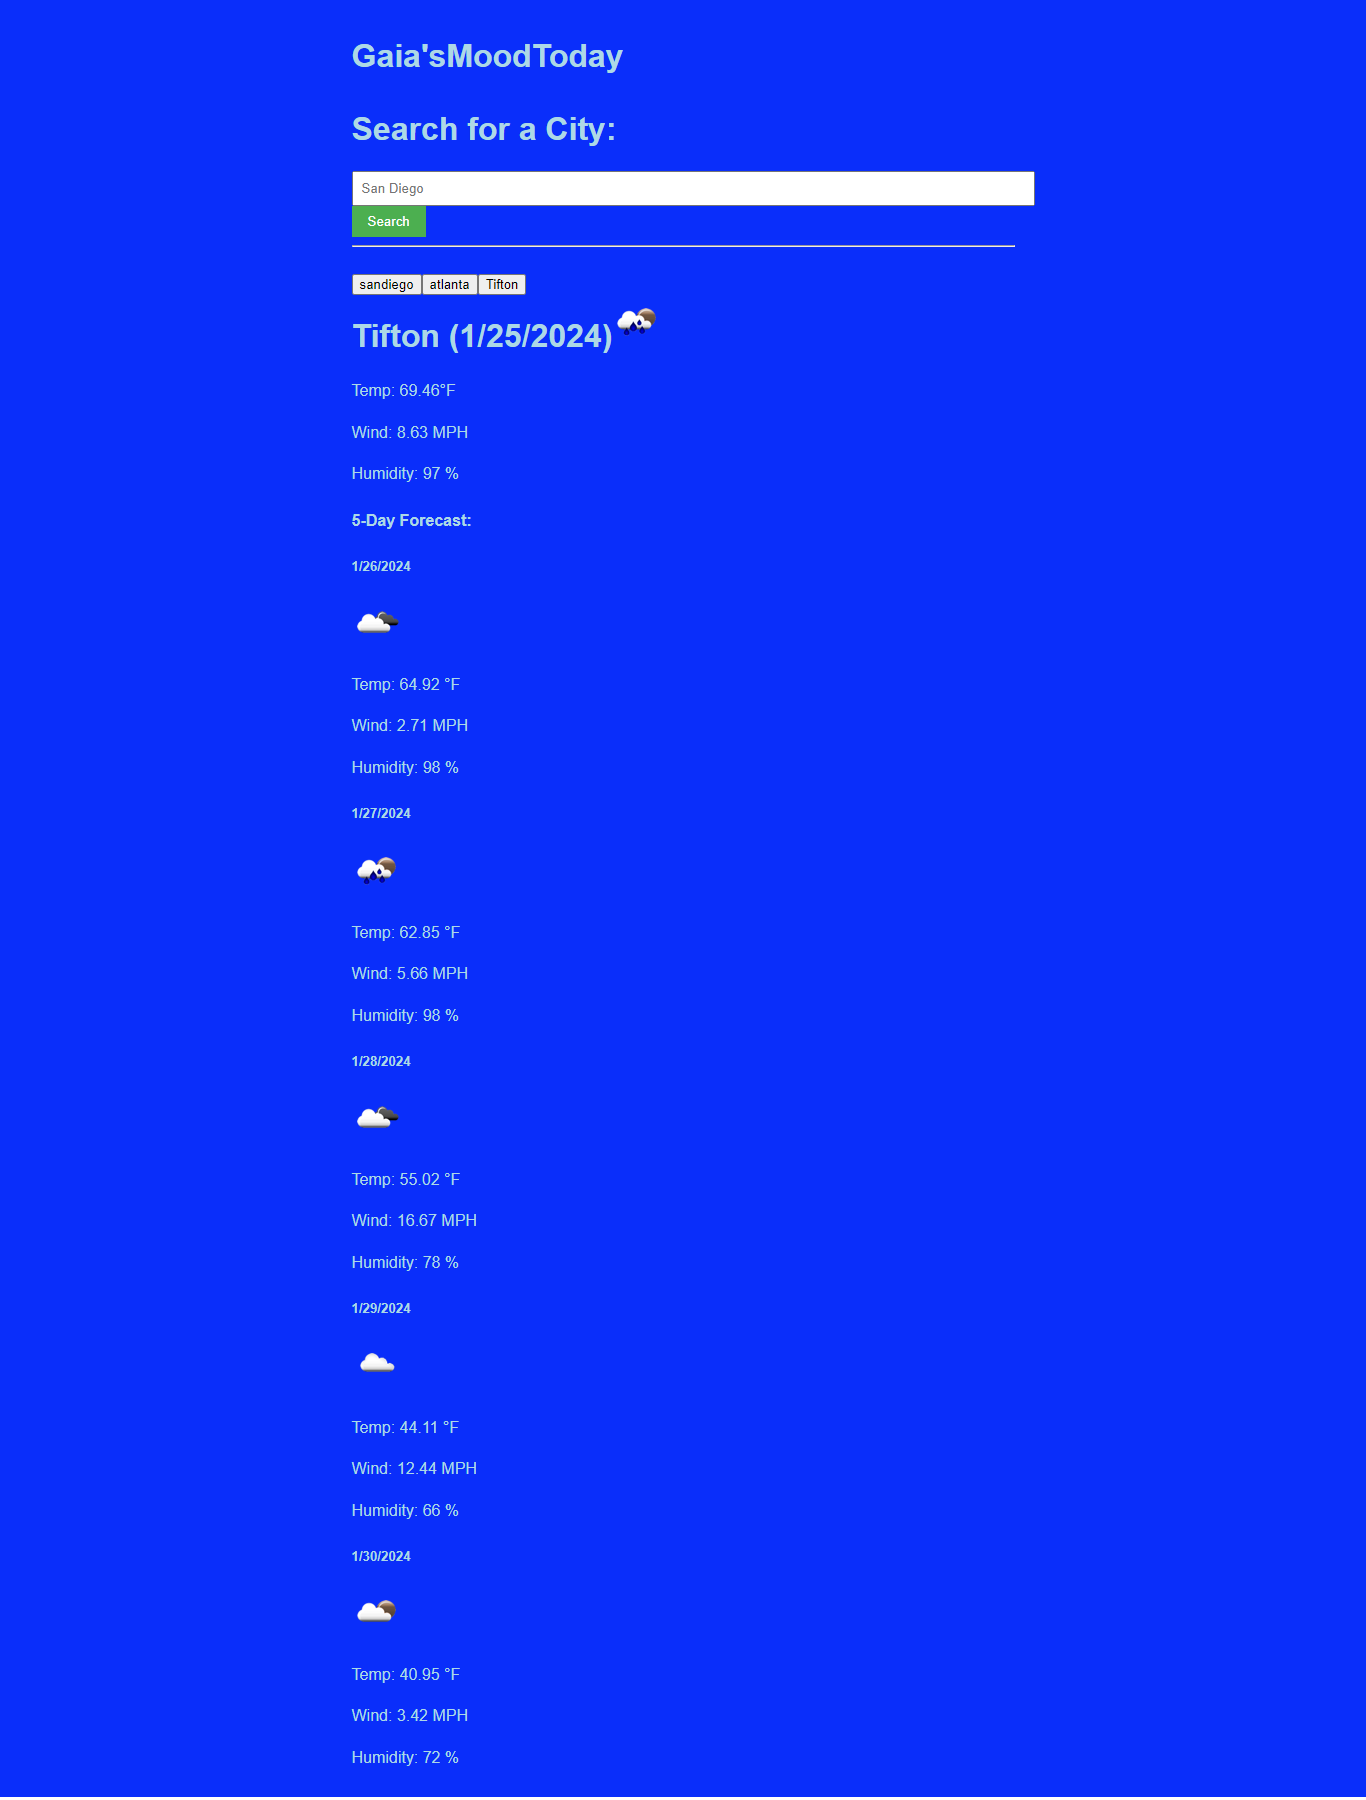 Gaia'sMoodToday
Search for a City:
San Diego
Search
sandiego atlanta Tifton
Tifton (1/25/2024)
Temp: 69.46°F
Wind: 8.63 MPH
Humidity: 97 %
5-Day Forecast:
1/26/2024
Temp: 64.92 °F
Wind: 2.71 MPH
Humidity: 98 %
1/27/2024
Temp: 62.85 °F
Wind: 5.66 MPH
Humidity: 98 %
1/28/2024
Temp: 55.02 °F
Wind: 16.67 MPH
Humidity: 78 %
1/29/2024
Temp: 44.11 °F
Wind: 12.44 MPH
Humidity: 66 %
1/30/2024
Temp: 40.95 °F
Wind: 3.42 MPH
Humidity: 72 %